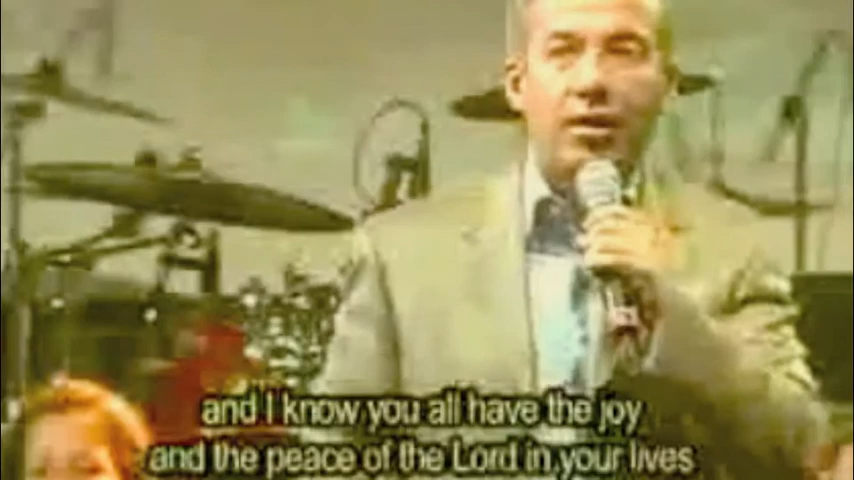 and I know you all have the joy
and the peace of the Lord in your lives